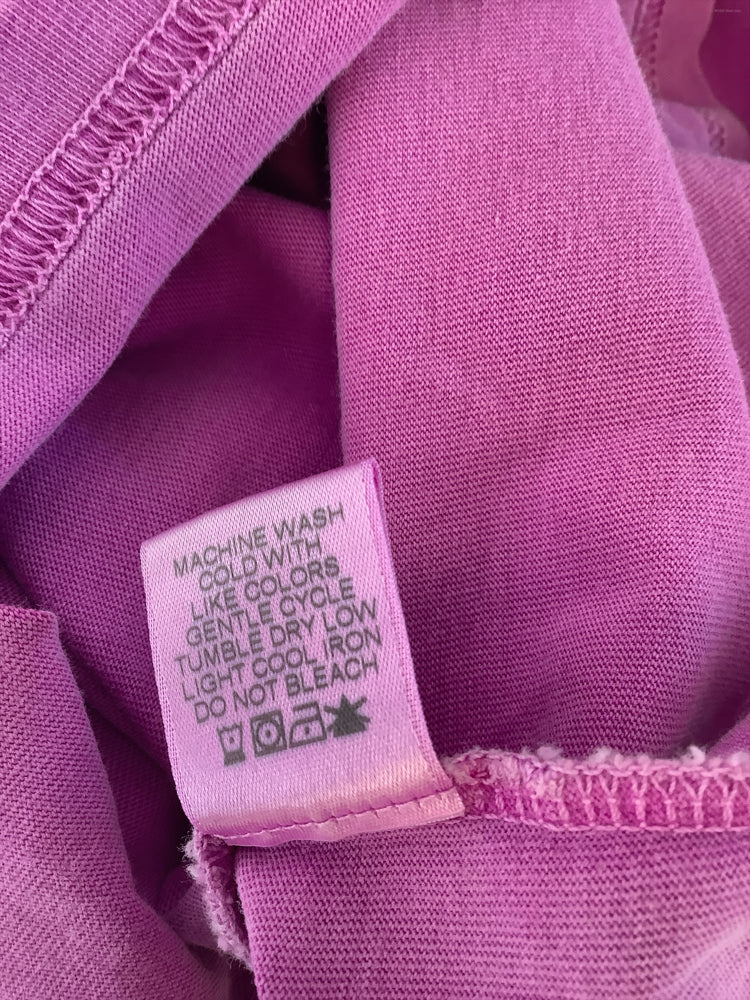 MACHINE WASH
COLD WITH
LIKE COLORS
GENTLE CYCLE
TUMBLE DRY LOW
LIGHT COOL IRON
DO NOT BLEACH